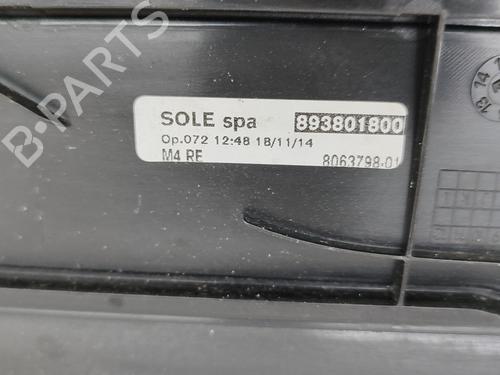 SOLE spa 893801800
Op.072 12:48 18/11/14
M4 RE 8063798-01
B-PARTS